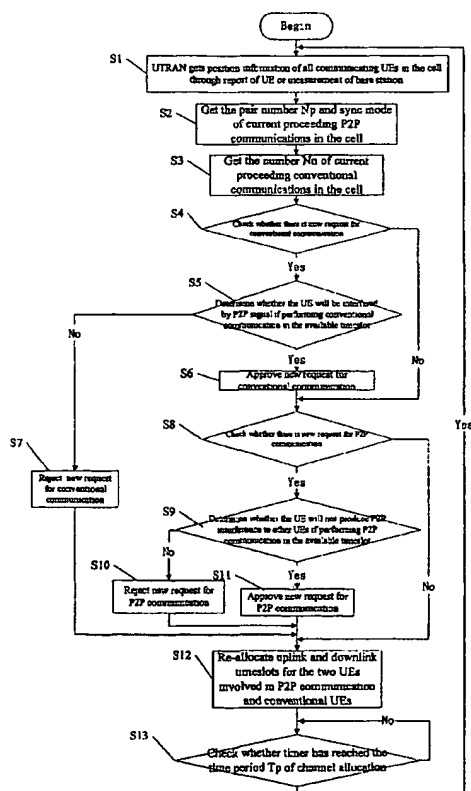 Begin
S1
UTRAN gets position information of all communicating UEs in the cell
through report of UE or measurement of base station
S2
Get the pair number Np and sync mode
of current proceeding P2P
communications in the cell
S3
Get the number Nn of current
proceeding conventional
communications in the cell
S4
Check whether there is new request for
conventional communication
Yes
S5
Determine whether the UE will be interfered
by P2P signal if performing conventional
communication in the available timeslot
No
Yes
No
S6
Approve new request for
conventional communication
S8
Check whether there is new request for P2P
communication
Yes
S7
Reject new request
for conventional
communication
Yes
S9
Determine whether the UE will not produce P2P
interference to other UEs if performing P2P
communication in the available timeslot
No
Yes
No
S10
Reject new request for
P2P communication
S11
Approve new request for
P2P communication
S12
Re-allocate uplink and downlink
timeslots for the two UEs
involved in P2P communication
and conventional UEs
No
S13
Check whether timer has reached the
time period Tp of channel allocation